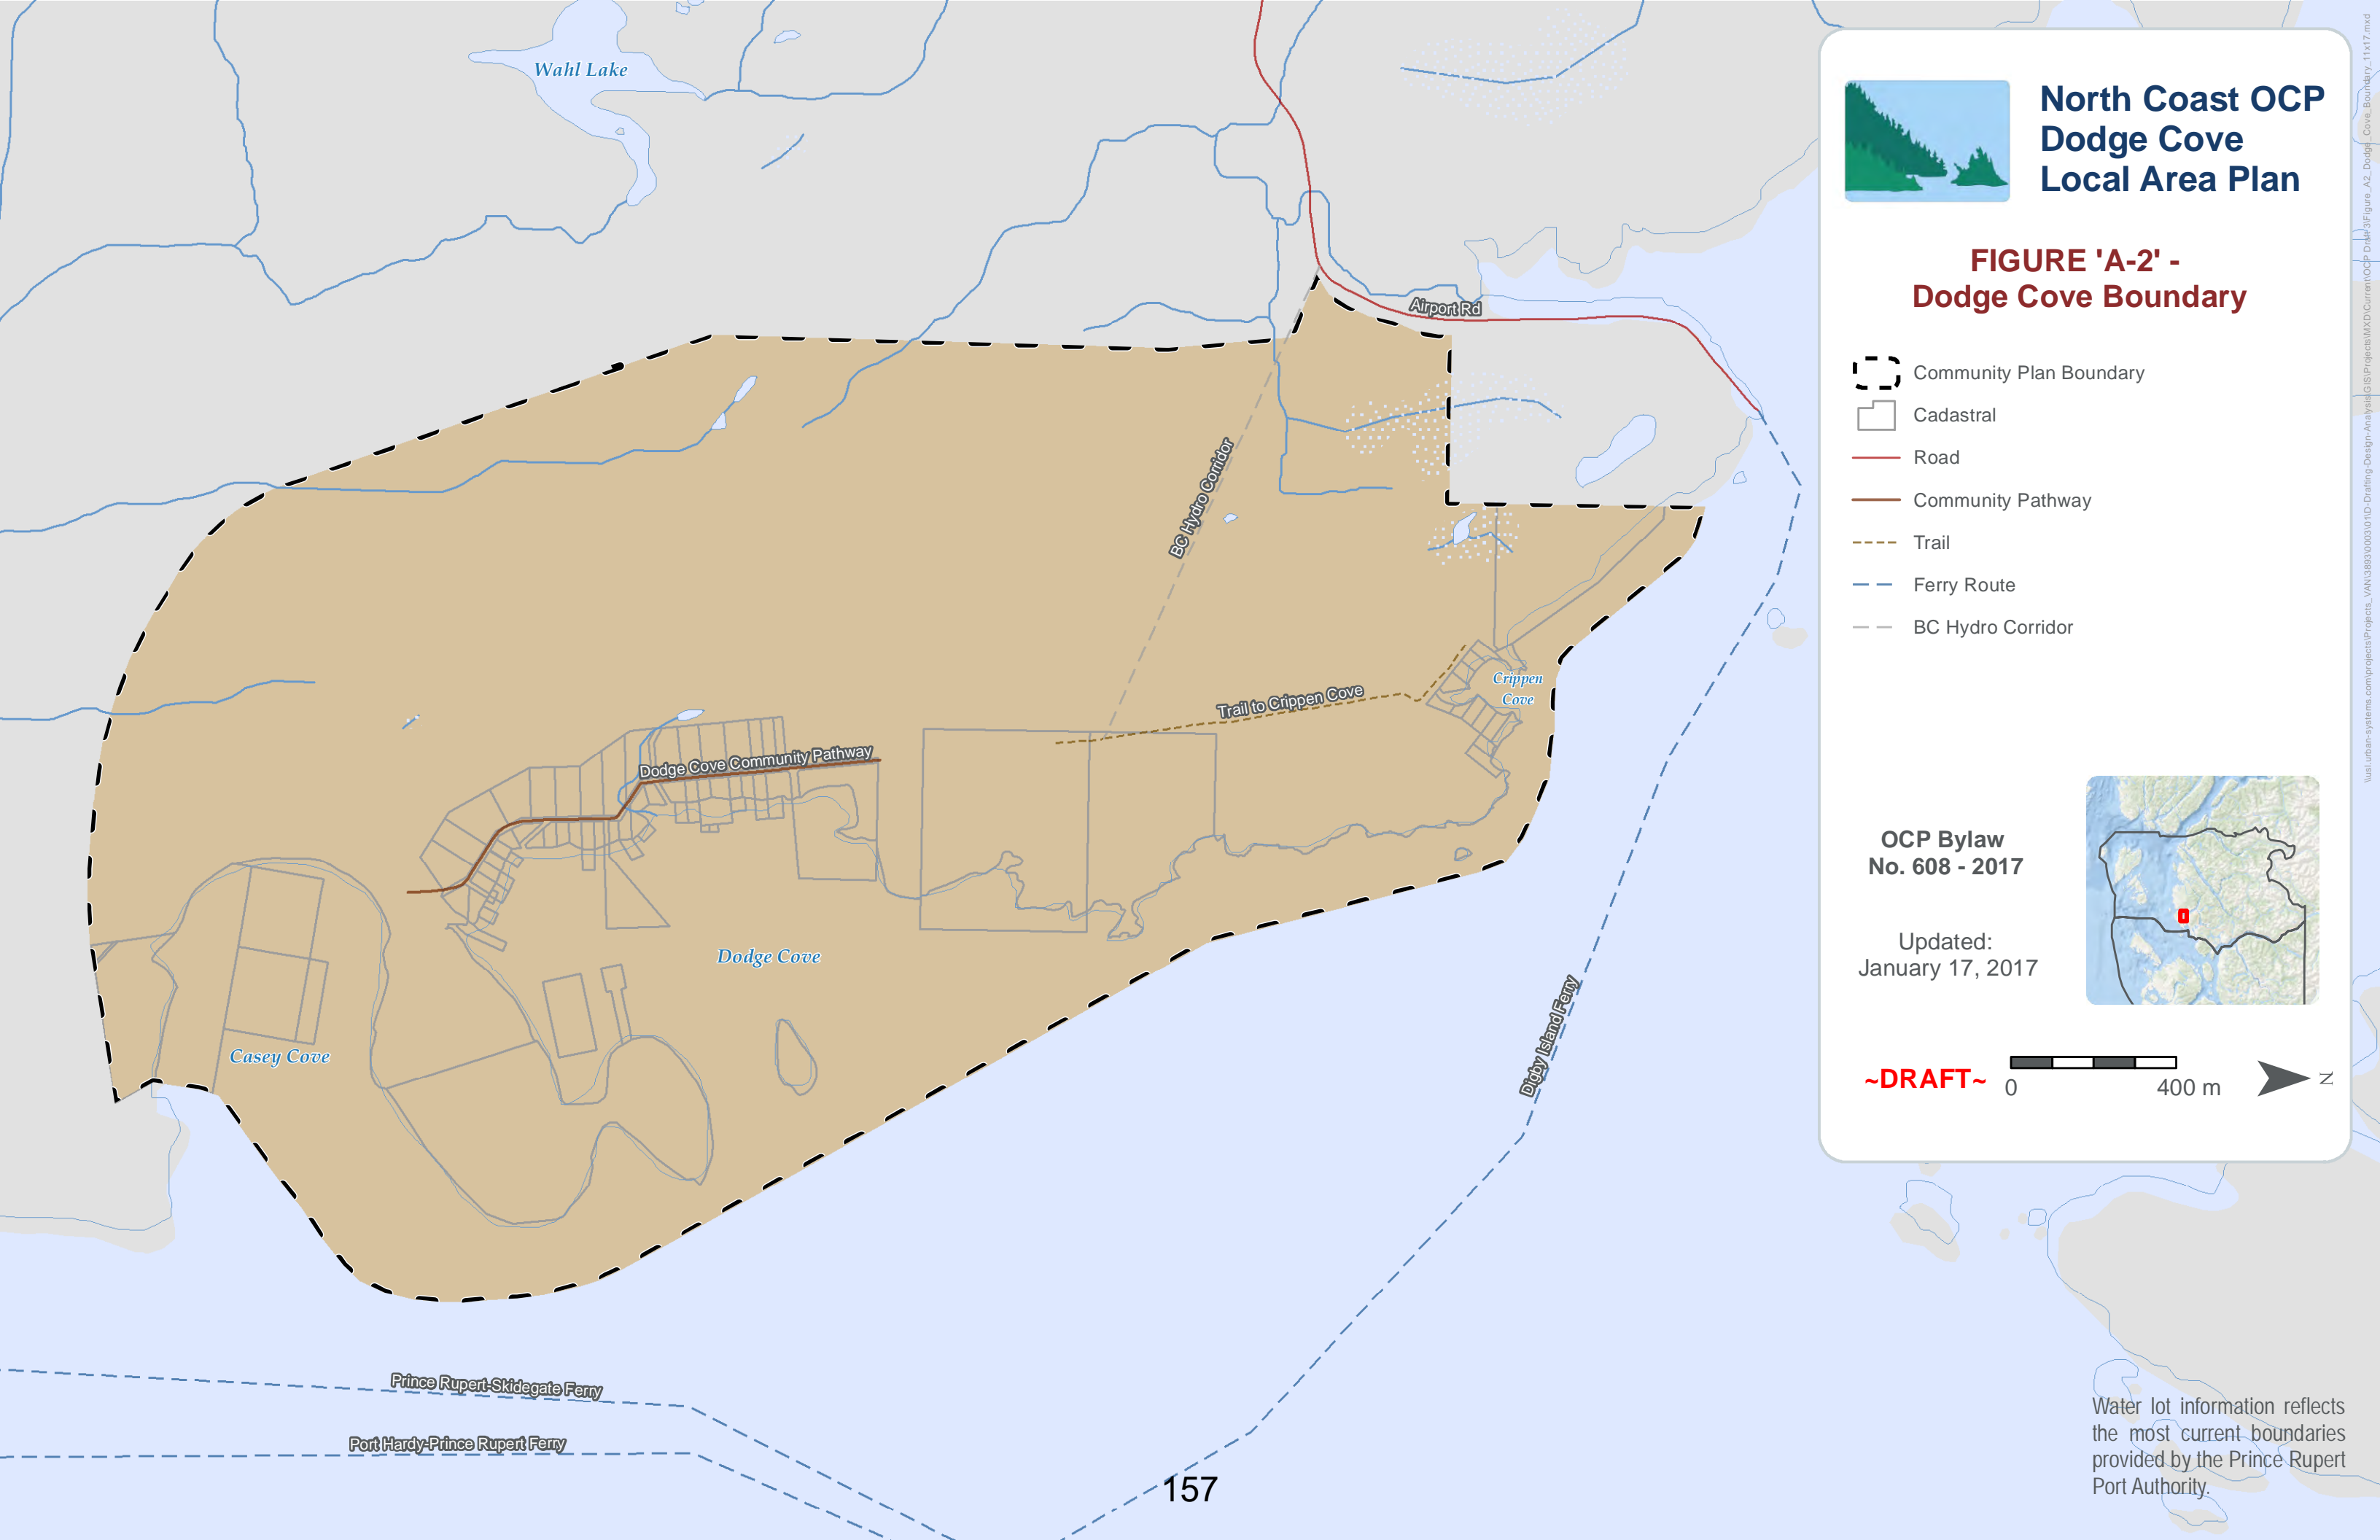 Wahl Lake
Airport Rd
BC Hydro Corridor
Trail to Crippen Cove
Crippen
Cove
Dodge Cove Community Pathway
Dodge Cove
Casey Cove
Digby Island Ferry
Prince Rupert-Skidegate Ferry
Port Hardy-Prince Rupert Ferry
157
North Coast OCP
Dodge Cove
Local Area Plan
FIGURE 'A-2' -
Dodge Cove Boundary
Community Plan Boundary
Cadastral
Road
Community Pathway
Trail
Ferry Route
BC Hydro Corridor
OCP Bylaw
No. 608 - 2017
Updated:
January 17, 2017
~DRAFT~
0
400 m
N
Water lot information reflects
the most current boundaries
provided by the Prince Rupert
Port Authority.